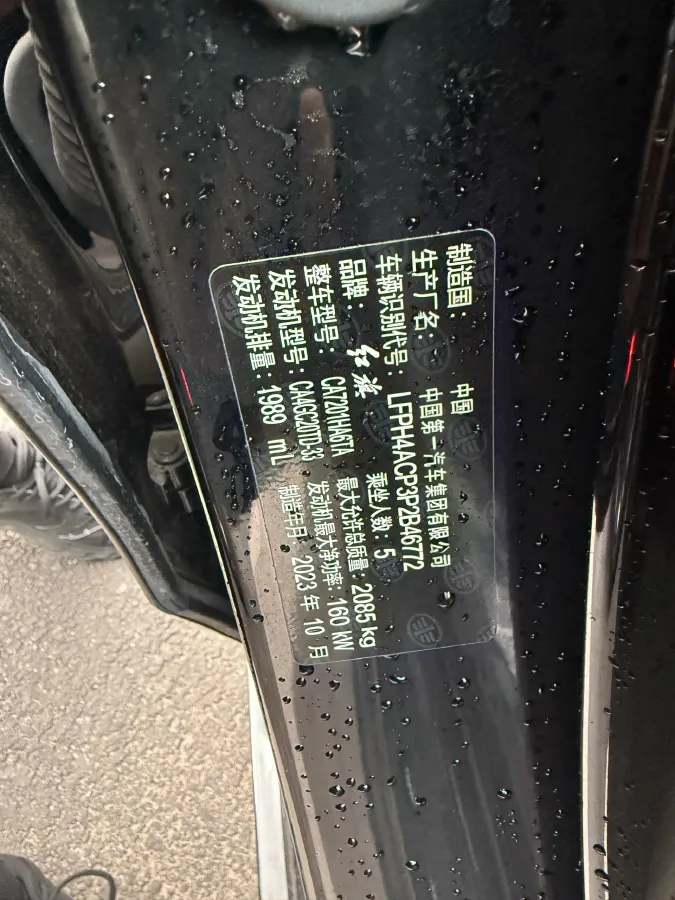 制造国： 中国
生产厂名： 中国第一汽车集团有限公司
车辆识别代号： LFPH4ACP3P2B46772
品牌： 红旗 乘坐人数： 5
整车型号： CA7201HA6TA 最大允许总质量： 2085 kg
发动机型号： CA4GC20TD-33 发动机最大净功率： 160 kW
发动机排量： 1989 mL 制造年月： 2023 年 10 月